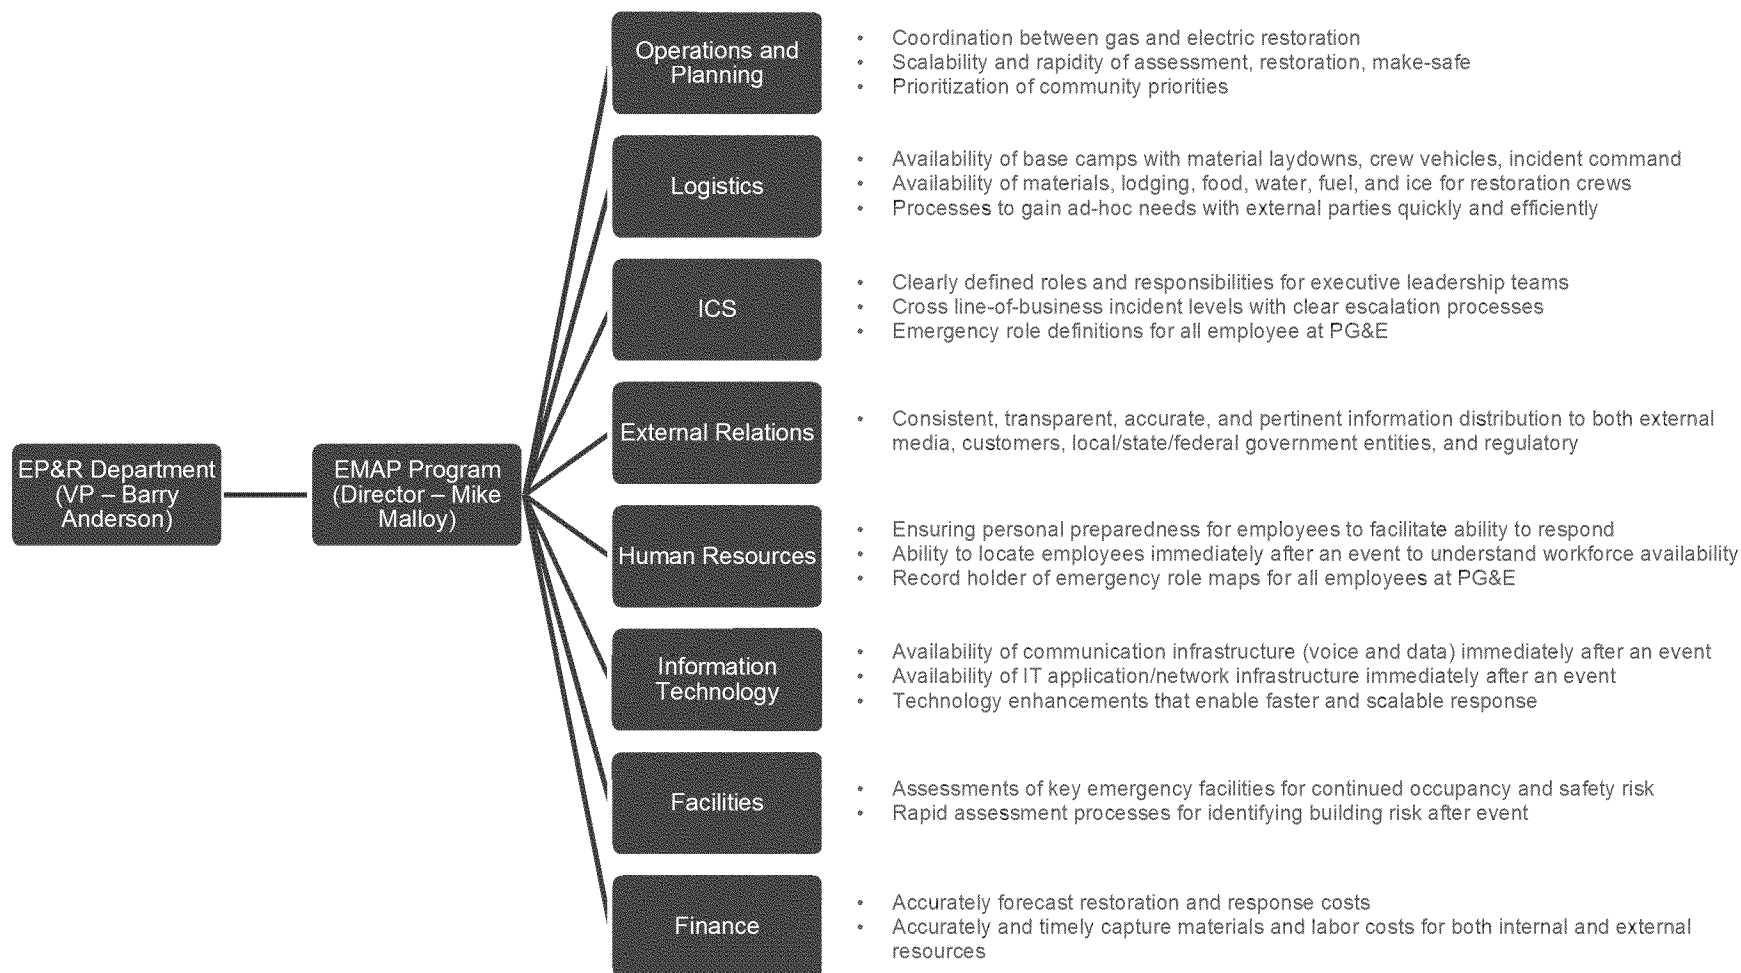 EP&R Department
(VP – Barry
Anderson)
EMAP Program
(Director – Mike
Malloy)
Operations and
Planning
• Coordination between gas and electric restoration
• Scalability and rapidity of assessment, restoration, make-safe
• Prioritization of community priorities
Logistics
• Availability of base camps with material laydowns, crew vehicles, incident command
• Availability of materials, lodging, food, water, fuel, and ice for restoration crews
• Processes to gain ad-hoc needs with external parties quickly and efficiently
ICS
• Clearly defined roles and responsibilities for executive leadership teams
• Cross line-of-business incident levels with clear escalation processes
• Emergency role definitions for all employee at PG&E
External Relations
• Consistent, transparent, accurate, and pertinent information distribution to both external
media, customers, local/state/federal government entities, and regulatory
Human Resources
• Ensuring personal preparedness for employees to facilitate ability to respond
• Ability to locate employees immediately after an event to understand workforce availability
• Record holder of emergency role maps for all employees at PG&E
Information
Technology
• Availability of communication infrastructure (voice and data) immediately after an event
• Availability of IT application/network infrastructure immediately after an event
• Technology enhancements that enable faster and scalable response
Facilities
• Assessments of key emergency facilities for continued occupancy and safety risk
• Rapid assessment processes for identifying building risk after event
Finance
• Accurately forecast restoration and response costs
• Accurately and timely capture materials and labor costs for both internal and external
resources